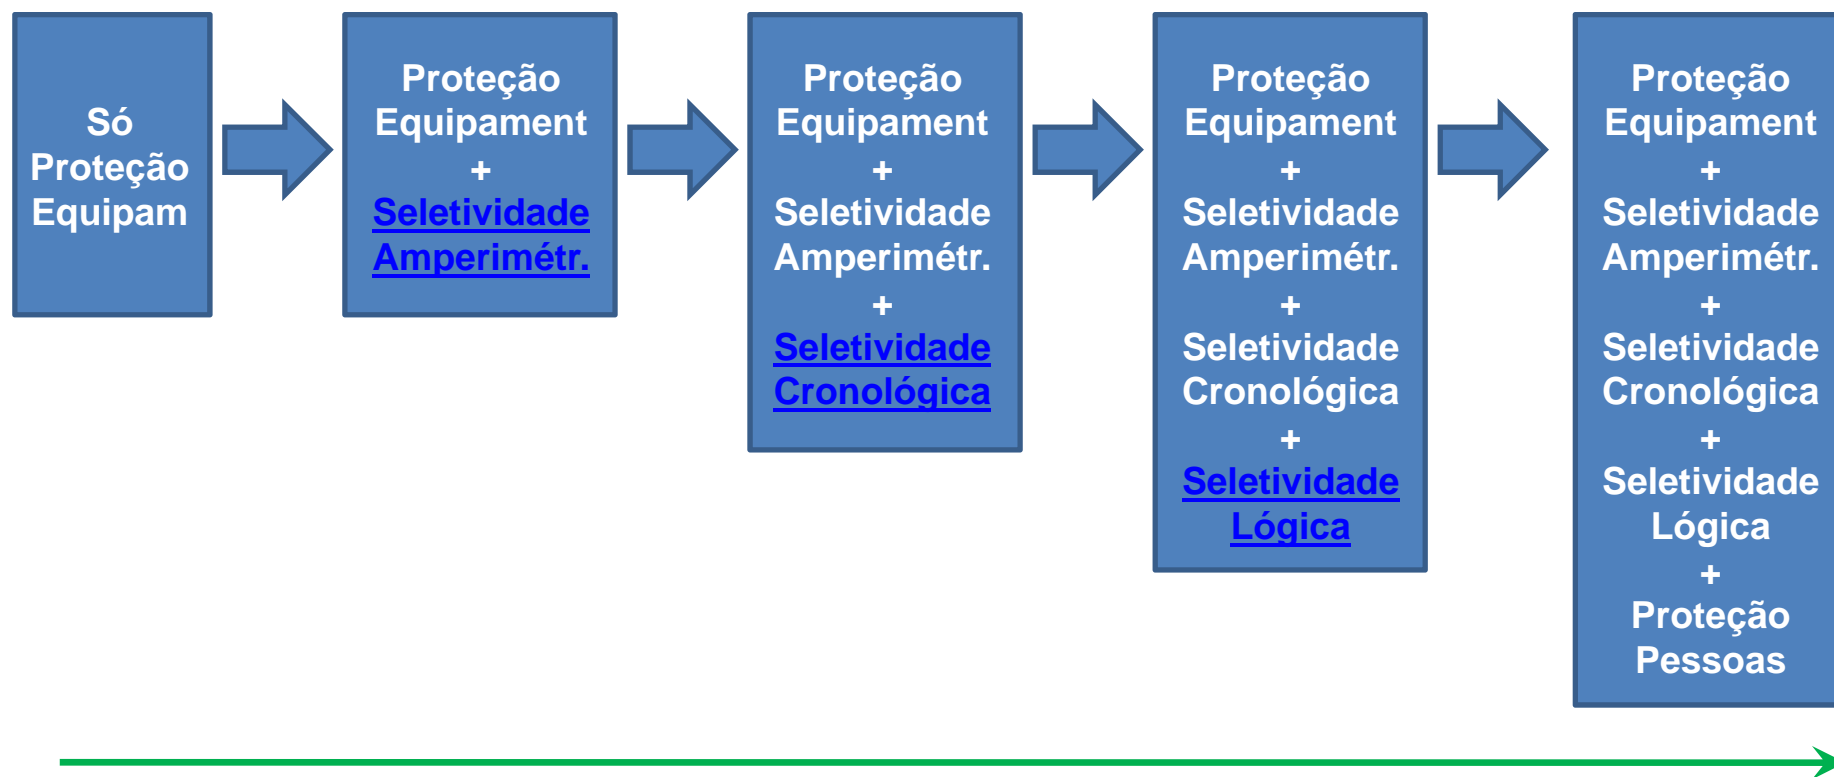 Só
Proteção
Equipam
Proteção
Equipament
+
Seletividade
Amperimétr.
Proteção
Equipament
+
Seletividade
Amperimétr.
+
Seletividade
Cronológica
Proteção
Equipament
+
Seletividade
Amperimétr.
+
Seletividade
Cronológica
+
Seletividade
Lógica
Proteção
Equipament
+
Seletividade
Amperimétr.
+
Seletividade
Cronológica
+
Seletividade
Lógica
+
Proteção
Pessoas